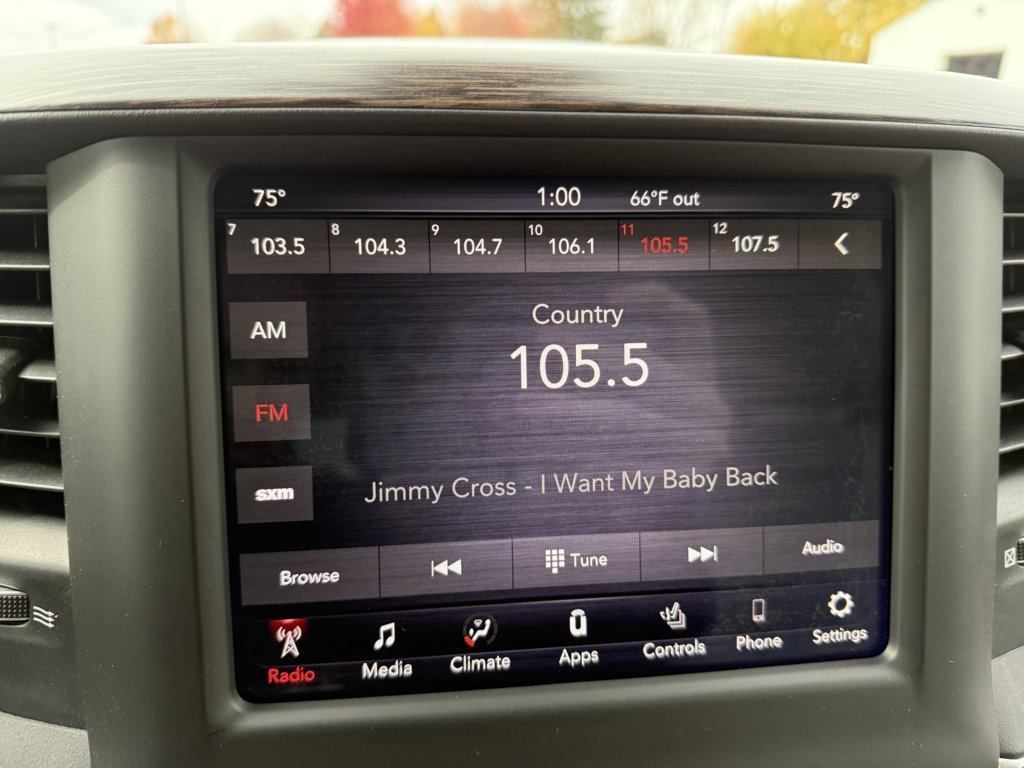 75° 1:00 66°F out 75°
7 103.5 8 104.3 9 104.7 10 106.1 11 105.5 12 107.5
Country
AM
105.5
FM
Jimmy Cross - I Want My Baby Back
sxm
Browse Tune Audio
Radio Media Climate Apps Controls Phone Settings